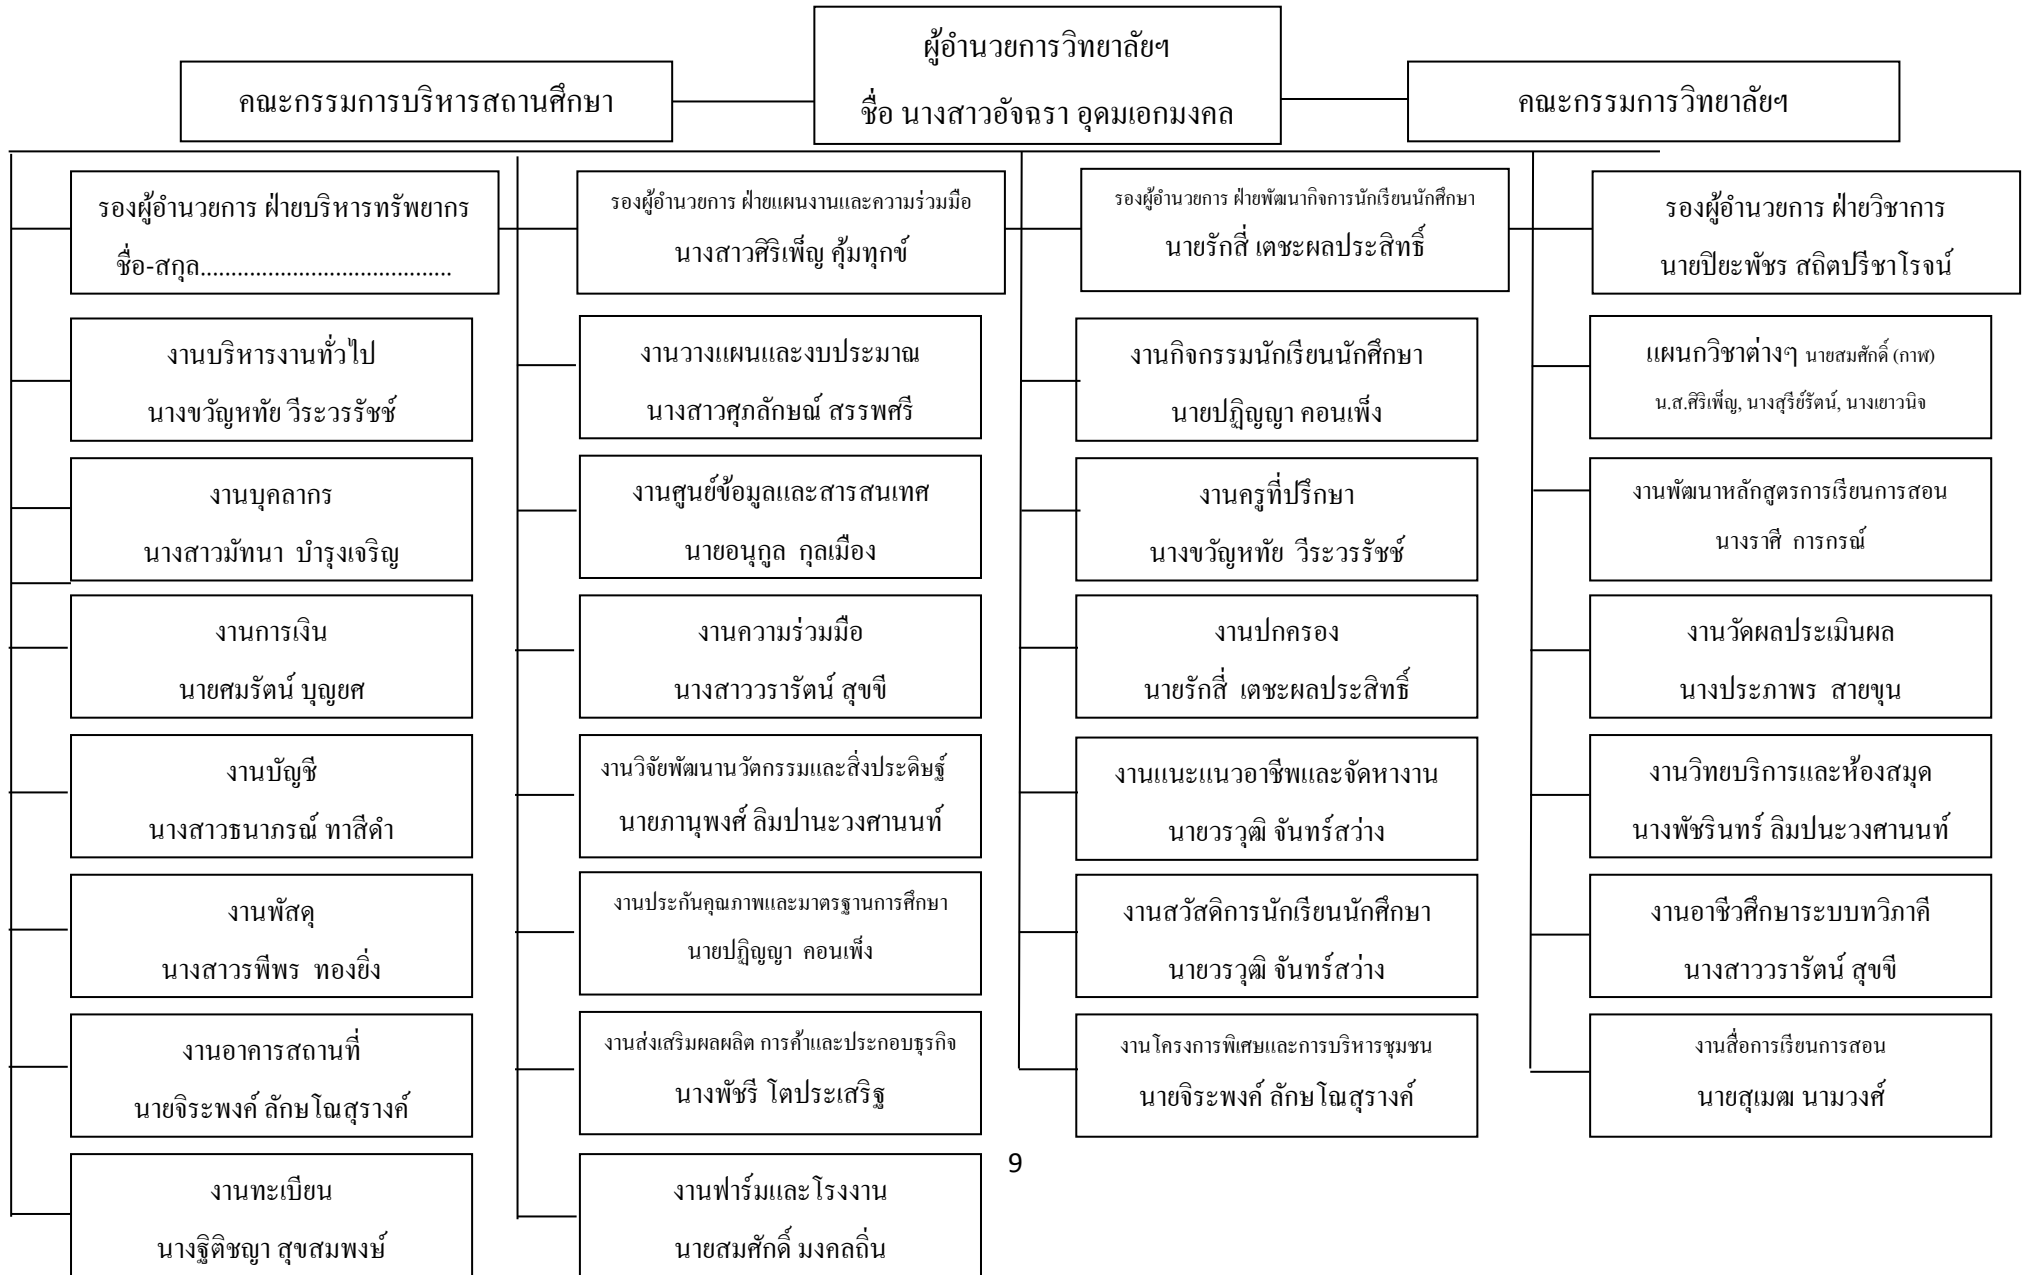 ผู้อำนวยการวิทยาลัยฯ
ชื่อ นางสาวอัจฉรา อุดมเอกมงคล
คณะกรรมการบริหารสถานศึกษา
คณะกรรมการวิทยาลัยฯ
รองผู้อำนวยการ ฝ่ายบริหารทรัพยากร
ชื่อ-สกุล.........................................
งานบริหารงานทั่วไป
นางขวัญหทัย วีระวรรัชช์
งานบุคลากร
นางสาวมัทนา บำรุงเจริญ
งานการเงิน
นายศมรัตน์ บุญยศ
งานบัญชี
นางสาวธนาภรณ์ ทาสีดำ
งานพัสดุ
นางสาวรพีพร ทองยิ่ง
งานอาคารสถานที่
นายจิระพงค์ ลักษโณสุรางค์
งานทะเบียน
นางฐิติชญา สุขสมพงษ์
รองผู้อำนวยการ ฝ่ายแผนงานและความร่วมมือ
นางสาวศิริเพ็ญ คุ้มทุกข์
งานวางแผนและงบประมาณ
นางสาวศุภลักษณ์ สรรพศรี
งานศูนย์ข้อมูลและสารสนเทศ
นายอนุกูล กุลเมือง
งานความร่วมมือ
นางสาววรารัตน์ สุขขี
งานวิจัยพัฒนานวัตกรรมและสิ่งประดิษฐ์
นายภานุพงศ์ ลิมปานะวงศานนท์
งานประกันคุณภาพและมาตรฐานการศึกษา
นายปฏิญญา คอนเพ็ง
งานส่งเสริมผลผลิต การค้าและประกอบธุรกิจ
นางพัชรี โตประเสริฐ
งานฟาร์มและโรงงาน
นายสมศักดิ์ มงคลถิ่น
รองผู้อำนวยการ ฝ่ายพัฒนากิจการนักเรียนนักศึกษา
นายรักสี่ เตชะผลประสิทธิ์
งานกิจกรรมนักเรียนนักศึกษา
นายปฏิญญา คอนเพ็ง
งานครูที่ปรึกษา
นางขวัญหทัย วีระวรรัชช์
งานปกครอง
นายรักสี่ เตชะผลประสิทธิ์
งานแนะแนวอาชีพและจัดหางาน
นายวรวุฒิ จันทร์สว่าง
งานสวัสดิการนักเรียนนักศึกษา
นายวรวุฒิ จันทร์สว่าง
งานโครงการพิเศษและการบริหารชุมชน
นายจิระพงค์ ลักษโณสุรางค์
รองผู้อำนวยการ ฝ่ายวิชาการ
นายปิยะพัชร สถิตปรีชาโรจน์
แผนกวิชาต่างๆ นายสมศักดิ์ (กาฬ)
น.ส.ศิริเพ็ญ, นางสุรีย์รัตน์, นางเยาวนิจ
งานพัฒนาหลักสูตรการเรียนการสอน
นางราศี การกรณ์
งานวัดผลประเมินผล
นางประภาพร สายขุน
งานวิทยบริการและห้องสมุด
นางพัชรินทร์ ลิมปนะวงศานนท์
งานอาชีวศึกษาระบบทวิภาคี
นางสาววรารัตน์ สุขขี
งานสื่อการเรียนการสอน
นายสุเมฒ นามวงศ์
9